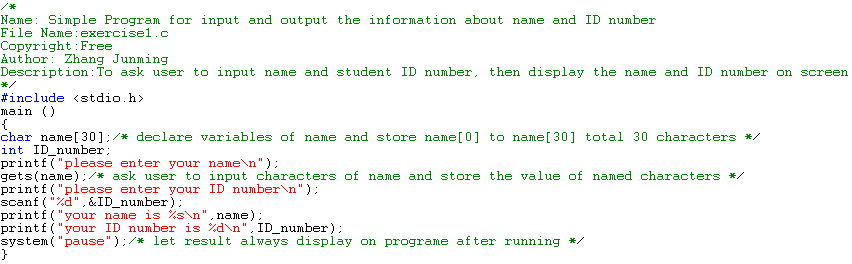 /*
Name: Simple Program for input and output the information about name and ID number
File Name:exercise1.c
Copyright:Free
Author: Zhang Junming
Description:To ask user to input name and student ID number, then display the name and ID number on screen
*/
#include <stdio.h>
main ()
{
char name[30];/* declare variables of name and store name[0] to name[30] total 30 characters */
int ID_number;
printf("please enter your name\n");
gets(name);/* ask user to input characters of name and store the value of named characters */
printf("please enter your ID number\n");
scanf("%d",&ID_number);
printf("your name is %s\n",name);
printf("your ID number is %d\n",ID_number);
system("pause");/* let result always display on programe after running */
}